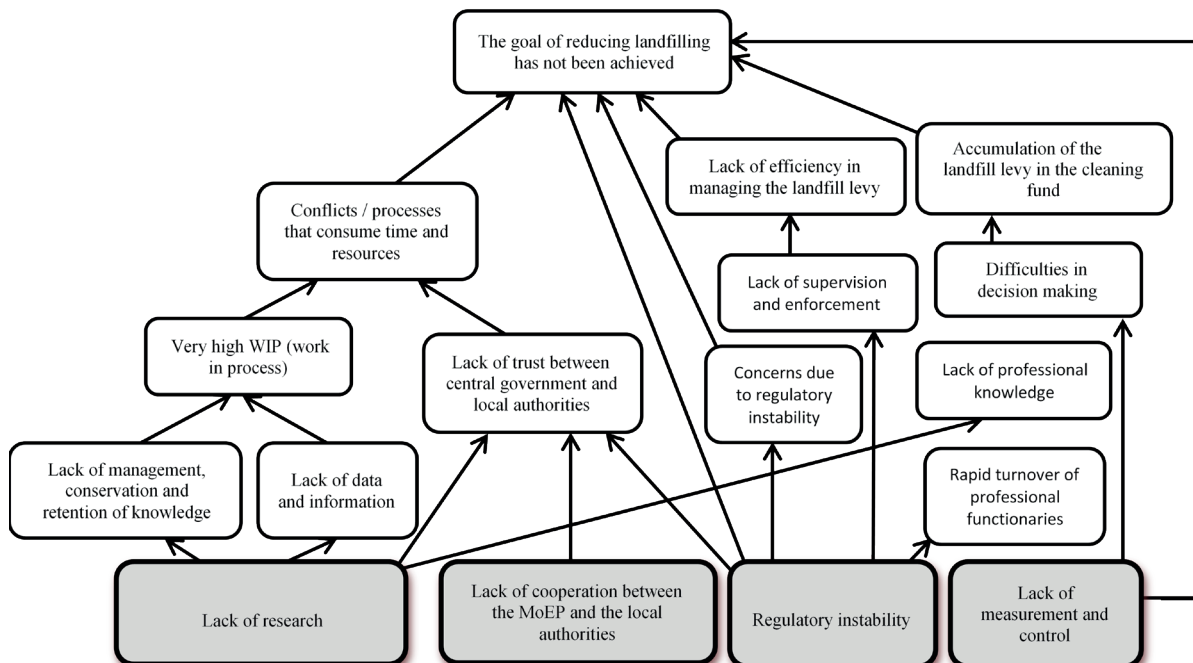 The goal of reducing landfilling
has not been achieved
Lack of efficiency in
managing the landfill levy
Accumulation of the
landfill levy in the cleaning
fund
Conflicts / processes
that consume time and
resources
Lack of supervision
and enforcement
Difficulties in
decision making
Very high WIP (work
in process)
Lack of trust between
central government and
local authorities
Concerns due
to regulatory
instability
Lack of professional
knowledge
Lack of management,
conservation and
retention of knowledge
Lack of data
and information
Rapid turnover of
professional
functionaries
Lack of research
Lack of cooperation between
the MoEP and the local
authorities
Regulatory instability
Lack of
measurement and
control